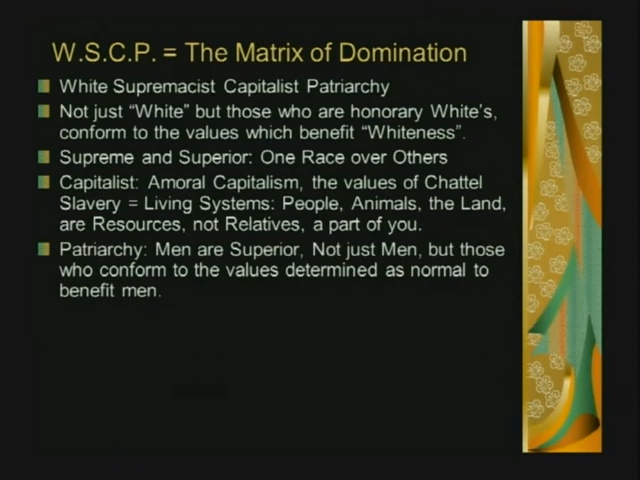 W.S.C.P. = The Matrix of Domination
White Supremacist Capitalist Patriarchy
Not just “White” but those who are honorary White’s,
conform to the values which benefit “Whiteness”.
Supreme and Superior: One Race over Others
Capitalist: Amoral Capitalism, the values of Chattel
Slavery = Living Systems: People, Animals, the Land,
are Resources, not Relatives, a part of you.
Patriarchy: Men are Superior, Not just Men, but those
who conform to the values determined as normal to
benefit men.